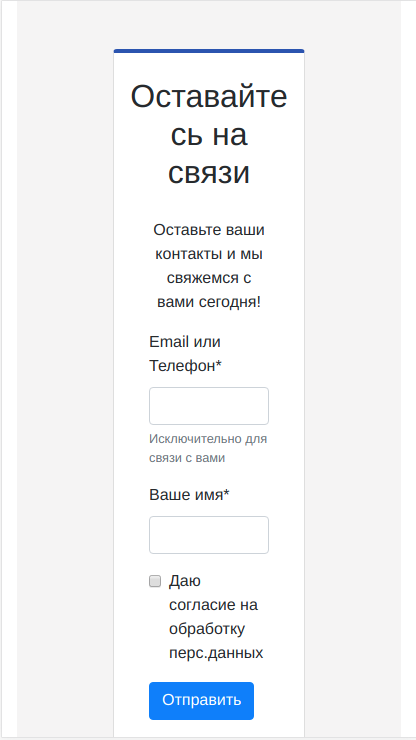 Оставайте
сь на
связи
Оставьте ваши
контакты и мы
свяжемся с
вами сегодня!
Email или
Телефон*
Исключительно для
связи с вами
Ваше имя*
Даю
согласие на
обработку
перс.данных
Отправить